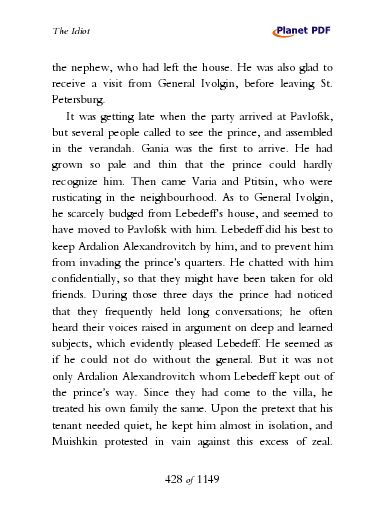 The Idiot
Planet PDF
the nephew, who had left the house. He was also glad to
receive a visit from General Ivolgin, before leaving St.
Petersburg.
It was getting late when the party arrived at Pavlofsk,
but several people called to see the prince, and assembled
in the verandah. Gania was the first to arrive. He had
grown so pale and thin that the prince could hardly
recognize him. Then came Varia and Ptitsin, who were
rusticating in the neighbourhood. As to General Ivolgin,
he scarcely budged from Lebedeff's house, and seemed to
have moved to Pavlofsk with him. Lebedeff did his best to
keep Ardalion Alexandrovitch by him, and to prevent him
from invading the prince's quarters. He chatted with him
confidentially, so that they might have been taken for old
friends. During those three days the prince had noticed
that they frequently held long conversations; he often
heard their voices raised in argument on deep and learned
subjects, which evidently pleased Lebedeff. He seemed as
if he could not do without the general. But it was not
only Ardalion Alexandrovitch whom Lebedeff kept out of
the prince's way. Since they had come to the villa, he
treated his own family the same. Upon the pretext that his
tenant needed quiet, he kept him almost in isolation, and
Muishkin protested in vain against this excess of zeal.
428 of 1149